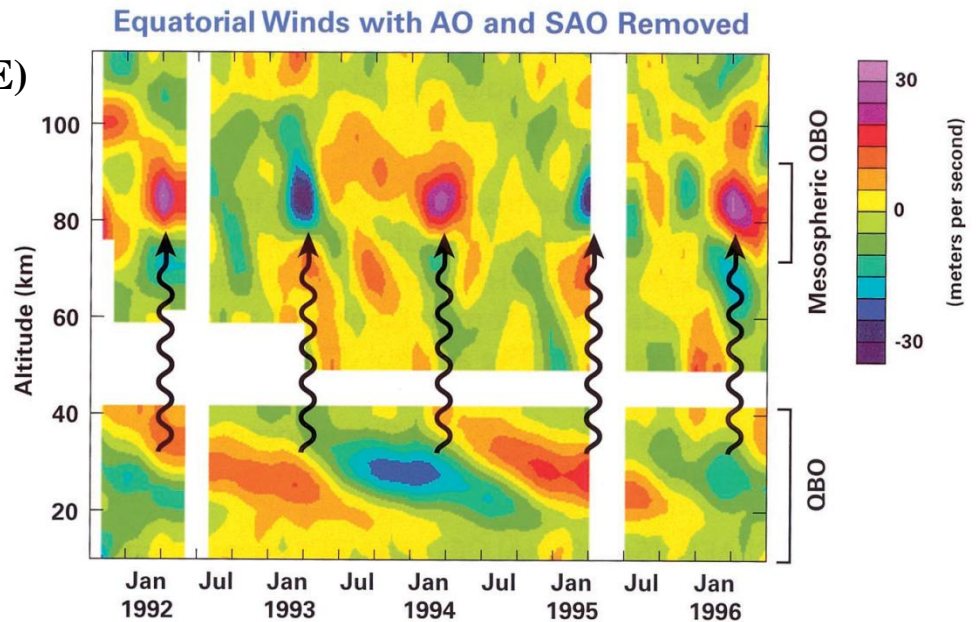 Equatorial Winds with AO and SAO Removed
E)
100
80
60
40
20
Altitude (km)
Jan Jul Jan Jul Jan Jul Jan Jul Jan
1992 1993 1994 1995 1996
Mesospheric QBO
QBO
30
0
-30
(meters per second)